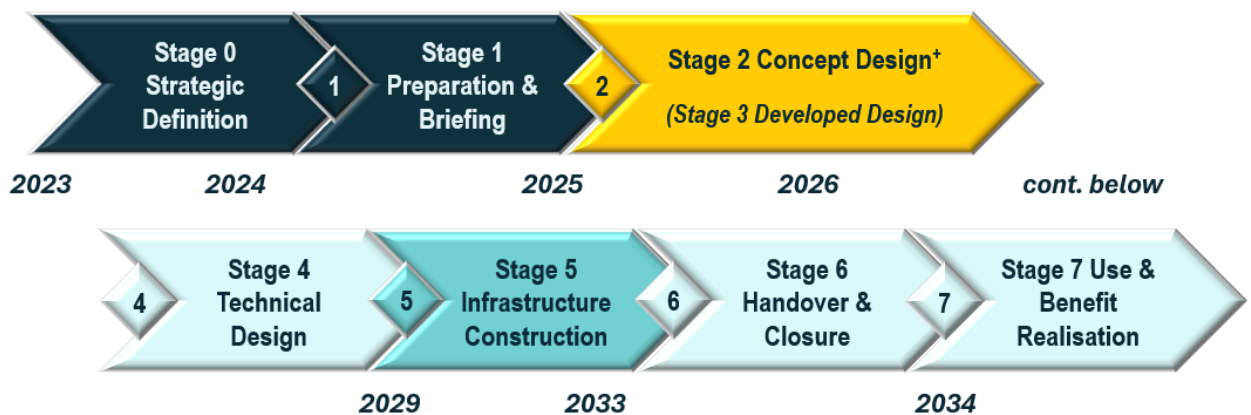 Stage 0
Strategic
Definition
1
Stage 1
Preparation &
Briefing
2
Stage 2 Concept Design⁺
(Stage 3 Developed Design)
2023
2024
2025
2026
cont. below
4
Stage 4
Technical
Design
5
Stage 5
Infrastructure
Construction
6
Stage 6
Handover &
Closure
7
Stage 7 Use &
Benefit
Realisation
2029
2033
2034